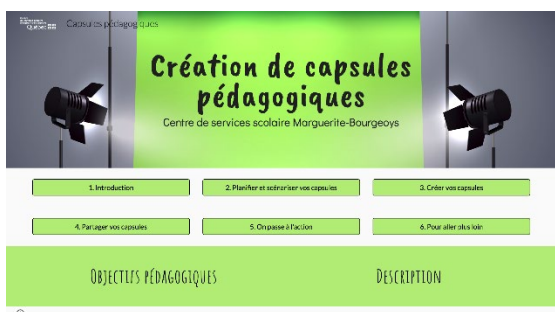 Québec
Capsules pédagogiques
Création de capsules
pédagogiques
Centre de services scolaire Marguerite-Bourgeoys
1. Introduction
2. Planifier et scénariser vos capsules
3. Créer vos capsules
4. Partager vos capsules
5. On passe à l'action
6. Pour aller plus loin
Objectifs pédagogiques
Description